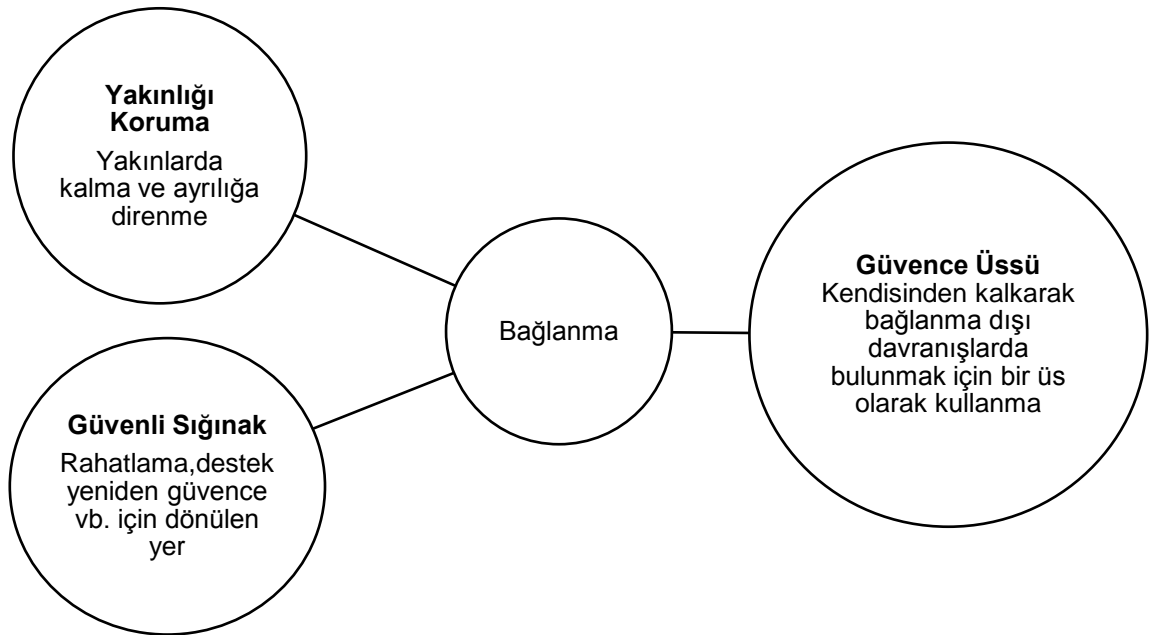 Yakınlığı
Koruma
Yakınlarda
kalma ve ayrılığa
direnme
Güvenli Sığınak
Rahatlama,destek
yeniden güvence
vb. için dönülen
yer
Bağlanma
Güvence Üssü
Kendisinden kalkarak
bağlanma dışı
davranışlarda
bulunmak için bir üs
olarak kullanma